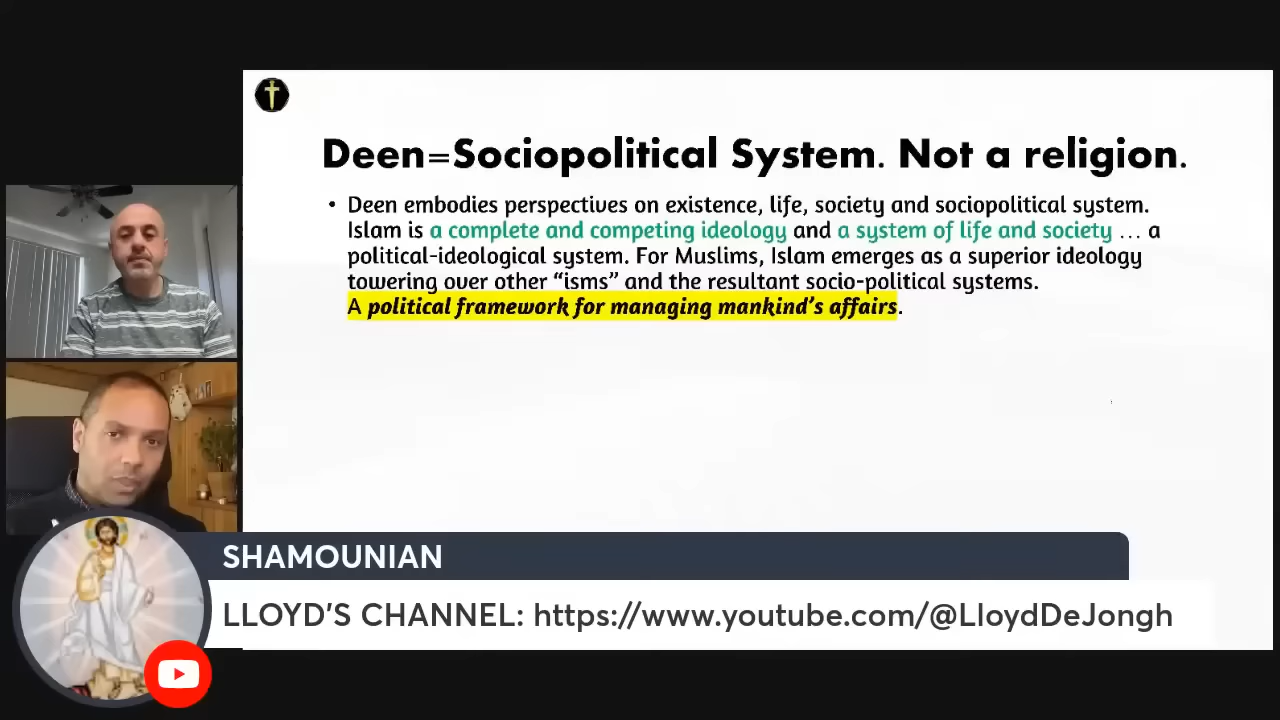 Deen=Sociopolitical System. Not a religion.
• Deen embodies perspectives on existence, life, society and sociopolitical system.
Islam is a complete and competing ideology and a system of life and society … a
political-ideological system. For Muslims, Islam emerges as a superior ideology
towering over other “isms” and the resultant socio-political systems.
A political framework for managing mankind’s affairs.
SHAMOUNIAN
LLOYD'S CHANNEL: https://www.youtube.com/@LloydDeJongh